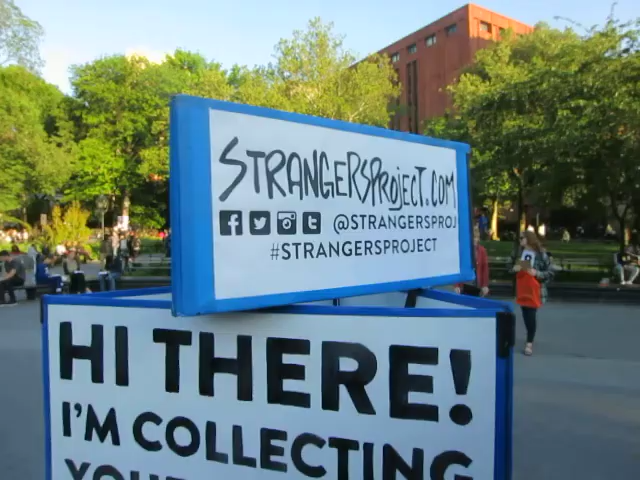 STRANGERSPROJECT.COM
@STRANGERSPROJ
#STRANGERSPROJECT
HI THERE!
I'M COLLECTING